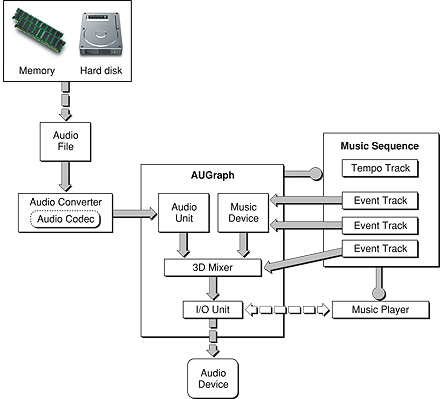 Memory
Hard disk
Audio
File
Audio Converter
Audio Codec
AUGraph
Audio
Unit
Music
Device
3D Mixer
I/O Unit
Audio
Device
Music Sequence
Tempo Track
Event Track
Event Track
Event Track
Music Player